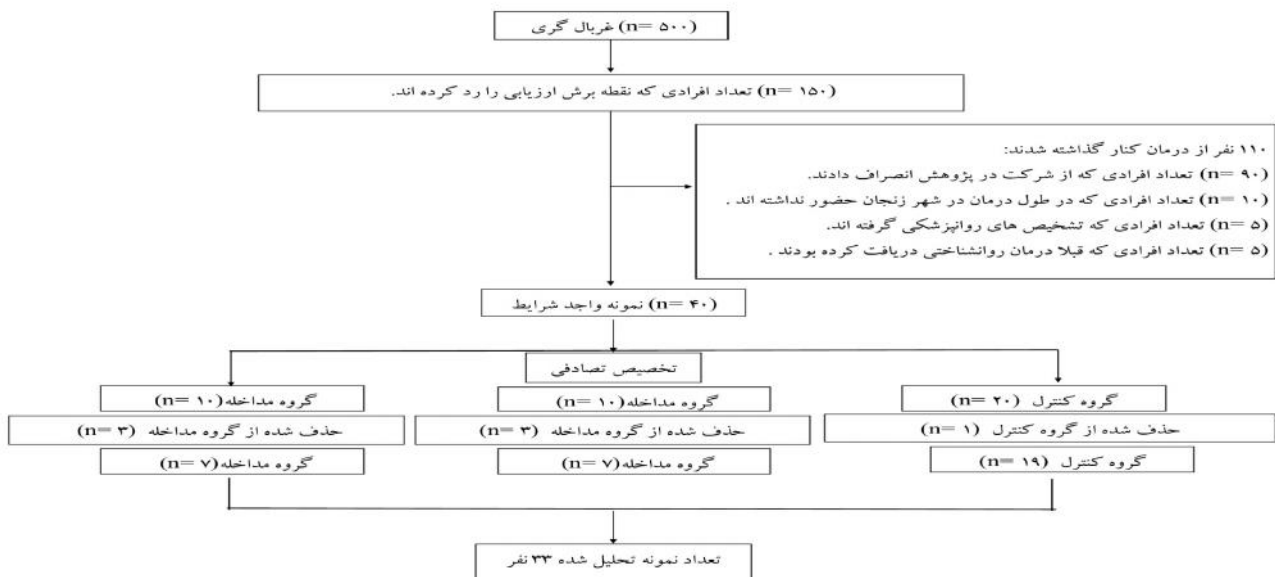 غربال گری (n= ۵۰۰)
تعداد افرادی که نقطه برش ارزیابی را رد کرده اند. (n= ۱۵۰)
۱۱۰ نفر از درمان کنار گذاشته شدند:
(n= ۹۰) تعداد افرادی که از شرکت در پژوهش انصراف دادند.
(n= ۱۰) تعداد افرادی که در طول درمان در شهر زنجان حضور نداشته اند .
(n= ۵) تعداد افرادی که تشخیص های روانپزشکی گرفته اند.
(n= ۵) تعداد افرادی که قبلا درمان روانشناختی دریافت کرده بودند .
نمونه واجد شرایط (n= ۴۰)
تخصیص تصادفی
گروه کنترل (n= ۲۰)
حذف شده از گروه کنترل (n= ۱)
گروه کنترل (n= ۱۹)
گروه مداخله(n= ۱۰)
حذف شده از گروه مداخله (n= ۳)
گروه مداخله(n= ۷)
گروه مداخله(n= ۱۰)
حذف شده از گروه مداخله (n= ۳)
گروه مداخله(n= ۷)
تعداد نمونه تحلیل شده ۳۳ نفر